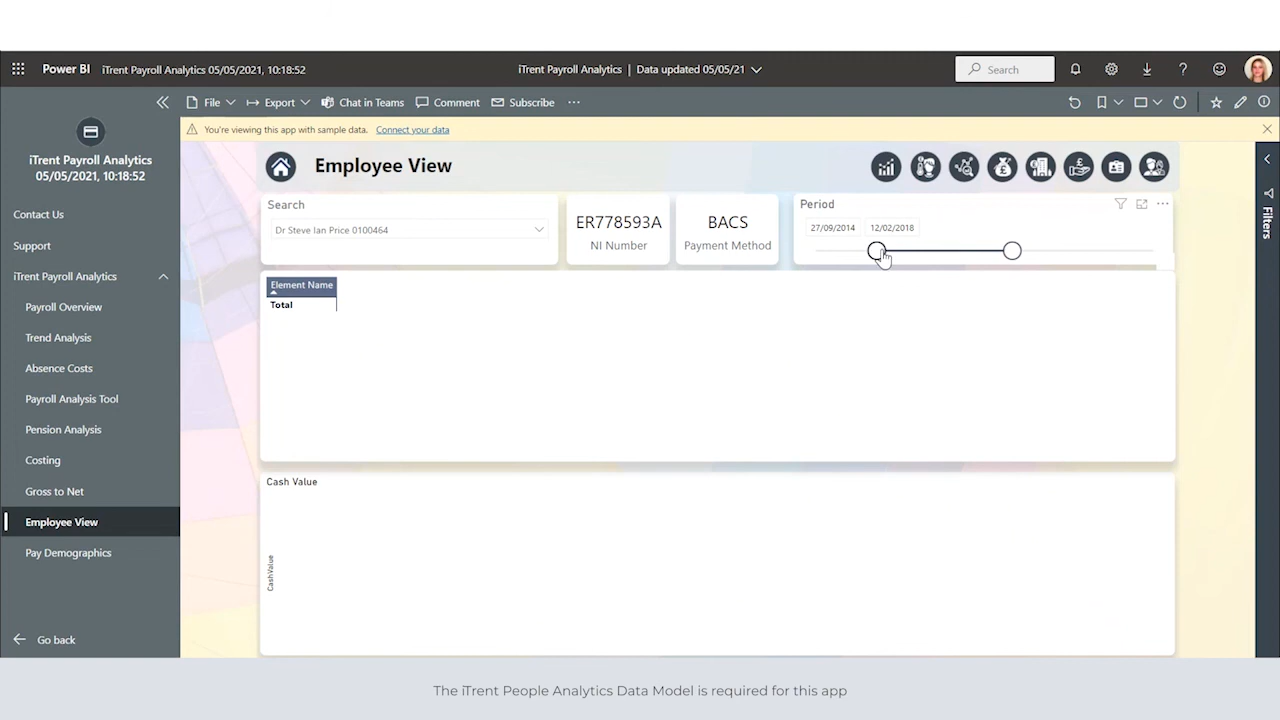 Power BI
iTrent Payroll Analytics 05/05/2021, 10:18:52
iTrent Payroll Analytics | Data updated 05/05/21
Search
File
Export
Chat in Teams
Comment
Subscribe
You're viewing this app with sample data. Connect your data
iTrent Payroll Analytics
05/05/2021, 10:18:52
Contact Us
Support
iTrent Payroll Analytics
Payroll Overview
Trend Analysis
Absence Costs
Payroll Analysis Tool
Pension Analysis
Costing
Gross to Net
Employee View
Pay Demographics
Go back
Employee View
Search
Dr Steve Ian Price 0100464
ER778593A
NI Number
BACS
Payment Method
Period
27/09/2014
12/02/2018
Element Name
Total
Cash Value
CashValue
Filters
The iTrent People Analytics Data Model is required for this app